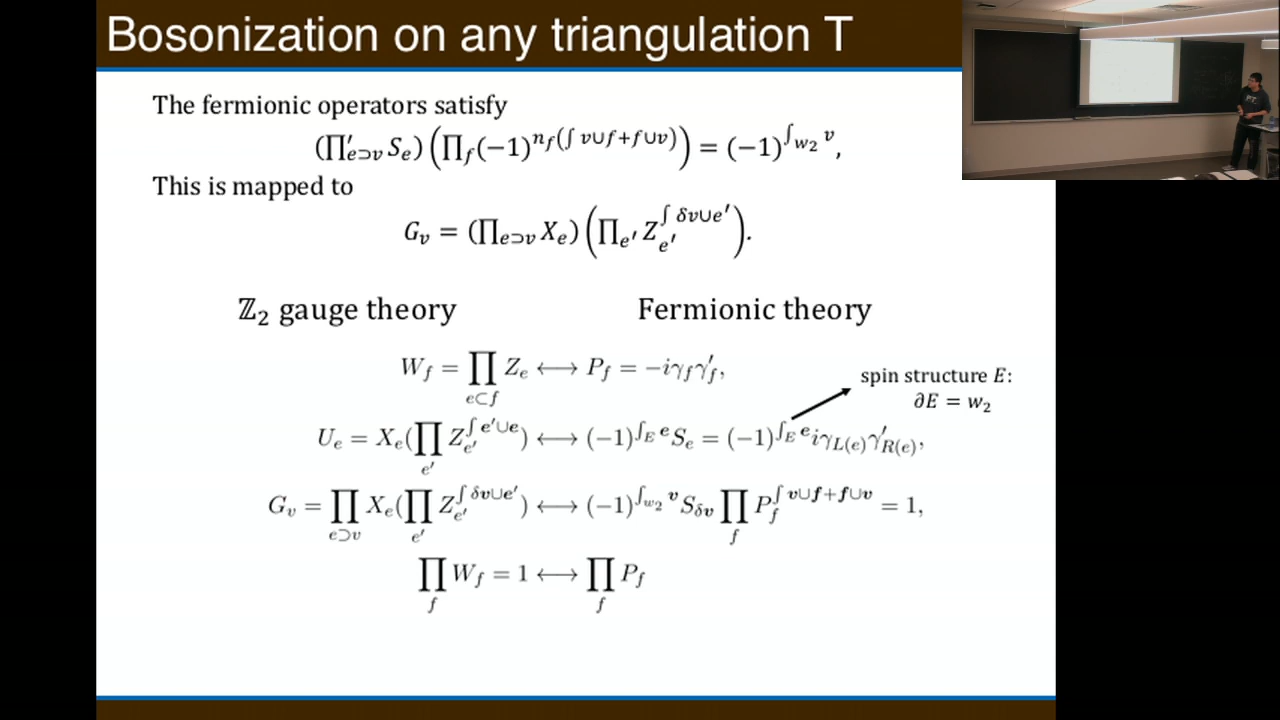 Bosonization on any triangulation T
The fermionic operators satisfy
(∏′_{e⊃v} S_e) (∏_f (−1)^{n_f(∫ v∪f+f∪v)}) = (−1)^{∫_{w_2} v},
This is mapped to
G_v = (∏_{e⊃v} X_e) (∏_{e′} Z_{e′}^{∫ δv∪e′}).
ℤ₂ gauge theory Fermionic theory
W_f = ∏_{e⊂f} Z_e ⟷ P_f = −iγ_f γ′_f,
spin structure E:
∂E = w₂
U_e = X_e(∏_{e′} Z_{e′}^{∫ e′∪e}) ⟷ (−1)^{∫_E e} S_e = (−1)^{∫_E e} iγ_{L(e)} γ′_{R(e)},
G_v = ∏_{e⊃v} X_e(∏_{e′} Z_{e′}^{∫ δv∪e′}) ⟷ (−1)^{∫_{w_2} v} S_{δv} ∏_f P_f^{∫ v∪f+f∪v} = 1,
∏_f W_f = 1 ⟷ ∏_f P_f